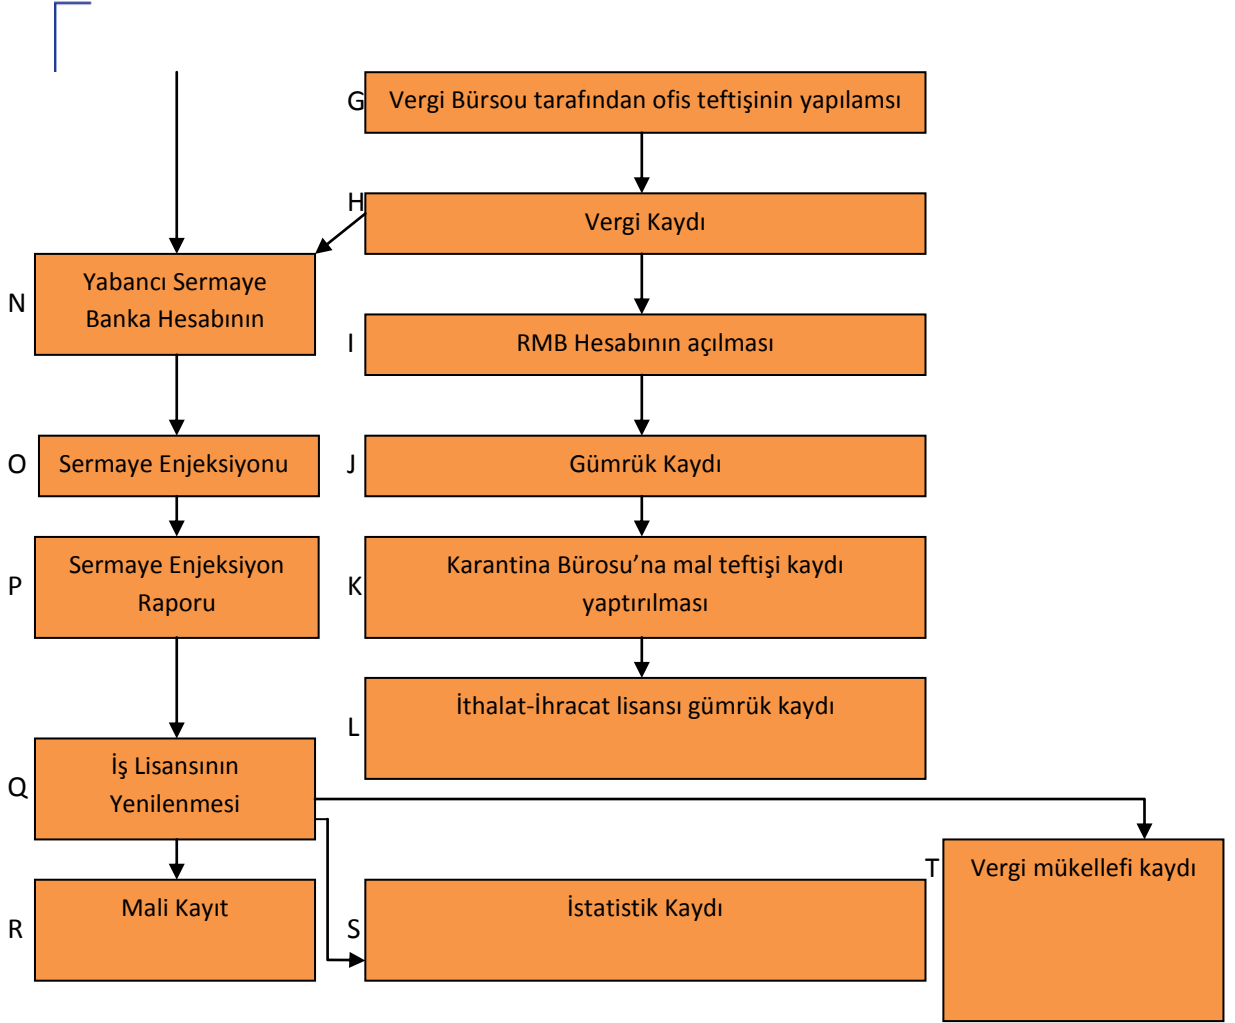 G
Vergi Bürsou tarafından ofis teftişinin yapılamsı
H
Vergi Kaydı
N
Yabancı Sermaye
Banka Hesabının
I
RMB Hesabının açılması
O
Sermaye Enjeksiyonu
J
Gümrük Kaydı
P
Sermaye Enjeksiyon
Raporu
K
Karantina Bürosu’na mal teftişi kaydı
yaptırılması
L
İthalat-İhracat lisansı gümrük kaydı
Q
İş Lisansının
Yenilenmesi
R
Mali Kayıt
S
İstatistik Kaydı
T
Vergi mükellefi kaydı